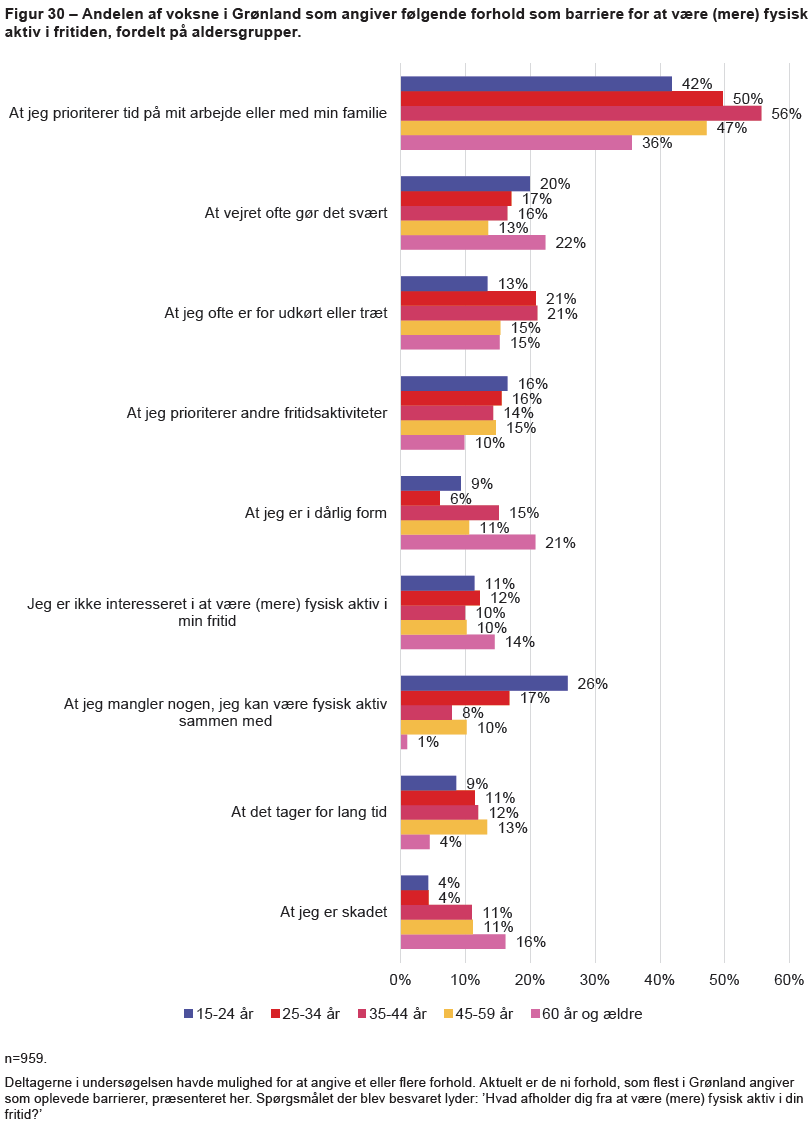 Figur 30 – Andelen af voksne i Grønland som angiver følgende forhold som barriere for at være (mere) fysisk
aktiv i fritiden, fordelt på aldersgrupper.
At jeg prioriterer tid på mit arbejde eller med min familie
42%
50%
56%
47%
36%
At vejret ofte gør det svært
20%
17%
16%
13%
22%
At jeg ofte er for udkørt eller træt
13%
21%
21%
15%
15%
At jeg prioriterer andre fritidsaktiviteter
16%
16%
14%
15%
10%
At jeg er i dårlig form
9%
6%
15%
11%
21%
Jeg er ikke interesseret i at være (mere) fysisk aktiv i
min fritid
11%
12%
10%
10%
14%
At jeg mangler nogen, jeg kan være fysisk aktiv
sammen med
26%
17%
8%
10%
1%
At det tager for lang tid
9%
11%
12%
13%
4%
At jeg er skadet
4%
4%
11%
11%
16%
0% 10% 20% 30% 40% 50% 60%
15-24 år 25-34 år 35-44 år 45-59 år 60 år og ældre
n=959.
Deltagerne i undersøgelsen havde mulighed for at angive et eller flere forhold. Aktuelt er de ni forhold, som flest i Grønland angiver
som oplevede barrierer, præsenteret her. Spørgsmålet der blev besvaret lyder: ’Hvad afholder dig fra at være (mere) fysisk aktiv i din
fritid?’